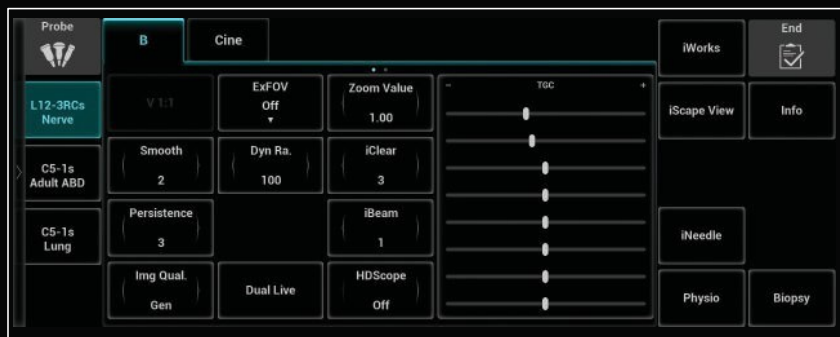 Probe
B
Cine
iWorks
End
L12-3RCs
Nerve
V 1:1
ExFOV
Off
Zoom Value
1.00
- TGC +
iScape View
Info
C5-1s
Adult ABD
Smooth
2
Dyn Ra.
100
iClear
3
C5-1s
Lung
Persistence
3
iBeam
1
iNeedle
Img Qual.
Gen
Dual Live
HDScope
Off
Physio
Biopsy